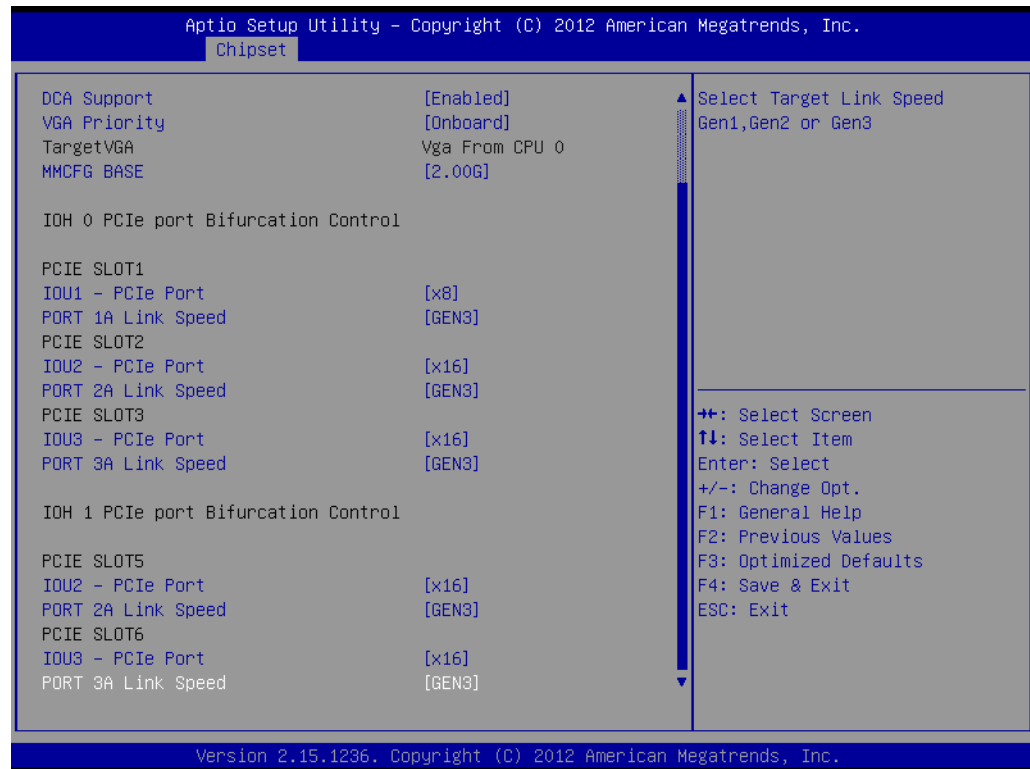 Aptio Setup Utility – Copyright (C) 2012 American Megatrends, Inc.
Chipset
DCA Support [Enabled]
VGA Priority [Onboard]
TargetVGA Vga From CPU 0
MMCFG BASE [2.00G]
IOH 0 PCIe port Bifurcation Control
PCIE SLOT1
IOU1 – PCIe Port [x8]
PORT 1A Link Speed [GEN3]
PCIE SLOT2
IOU2 – PCIe Port [x16]
PORT 2A Link Speed [GEN3]
PCIE SLOT3
IOU3 – PCIe Port [x16]
PORT 3A Link Speed [GEN3]
IOH 1 PCIe port Bifurcation Control
PCIE SLOT5
IOU2 – PCIe Port [x16]
PORT 2A Link Speed [GEN3]
PCIE SLOT6
IOU3 – PCIe Port [x16]
PORT 3A Link Speed [GEN3]
Select Target Link Speed
Gen1,Gen2 or Gen3
→←: Select Screen
↑↓: Select Item
Enter: Select
+/-: Change Opt.
F1: General Help
F2: Previous Values
F3: Optimized Defaults
F4: Save & Exit
ESC: Exit
Version 2.15.1236. Copyright (C) 2012 American Megatrends, Inc.